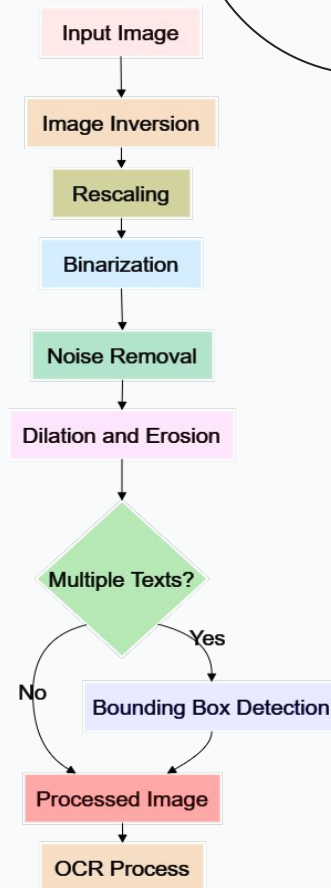 Input Image
Image Inversion
Rescaling
Binarization
Noise Removal
Dilation and Erosion
Multiple Texts?
Yes
No
Bounding Box Detection
Processed Image
OCR Process